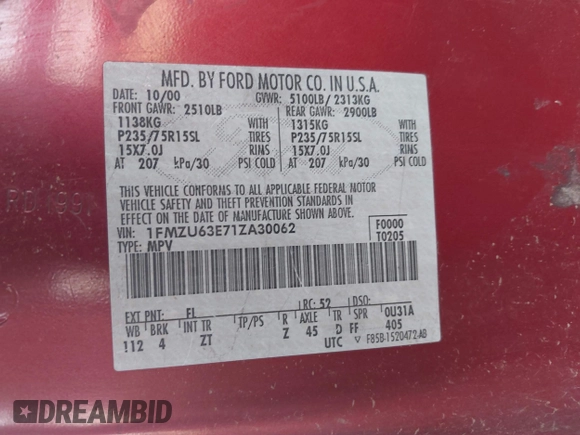 MFD. BY FORD MOTOR CO. IN U.S.A.
DATE: 10/00 GVWR: 5100LB/ 2313KG
FRONT GAWR: 2510LB REAR GAWR: 2900LB
1138KG WITH 1315KG WITH
P235/75R15SL TIRES P235/75R15SL TIRES
15X7.0J RIMS 15X7.0J RIMS
AT 207 kPa/30 PSI COLD AT 207 kPa/30 PSI COLD
THIS VEHICLE CONFORMS TO ALL APPLICABLE FEDERAL MOTOR
VEHICLE SAFETY AND THEFT PREVENTION STANDARDS IN
EFFECT ON THE DATE OF MANUFACTURE SHOWN ABOVE.
VIN: 1FMZU63E71ZA30062 F0000
TYPE: MPV T0205
EXT PNT: FL RC: 52 DSO:
WB BRK INT TR TP/PS R AXLE TR SPR 0U31A
112 4 ZT Z 45 D FF 405
UTC F85B-1520472-AB
DREAMBID